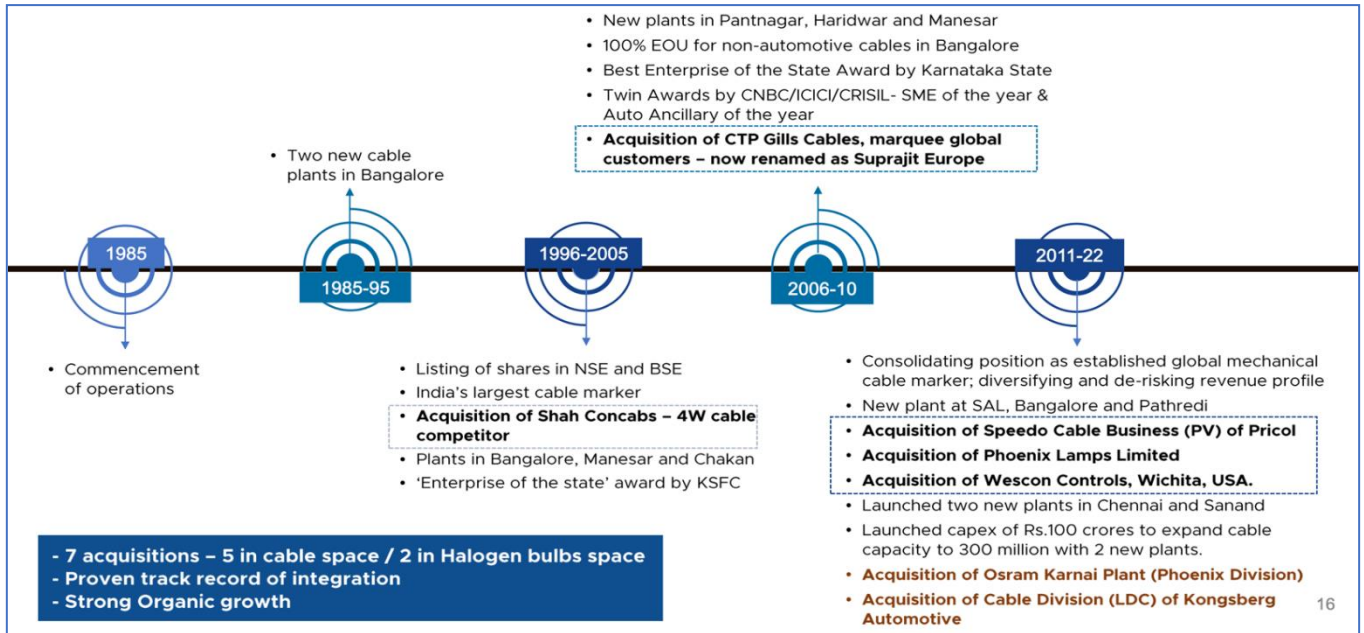 • New plants in Pantnagar, Haridwar and Manesar
• 100% EOU for non-automotive cables in Bangalore
• Best Enterprise of the State Award by Karnataka State
• Twin Awards by CNBC/ICICI/CRISIL- SME of the year &
Auto Ancillary of the year
• Acquisition of CTP Gills Cables, marquee global
customers – now renamed as Suprajit Europe
• Two new cable
plants in Bangalore
1985
1985-95
1996-2005
2006-10
2011-22
• Commencement
of operations
• Listing of shares in NSE and BSE
• India's largest cable marker
• Acquisition of Shah Concabs – 4W cable
competitor
• Plants in Bangalore, Manesar and Chakan
• 'Enterprise of the state' award by KSFC
• Consolidating position as established global mechanical
cable marker; diversifying and de-risking revenue profile
• New plant at SAL, Bangalore and Pathredi
• Acquisition of Speedo Cable Business (PV) of Pricol
• Acquisition of Phoenix Lamps Limited
• Acquisition of Wescon Controls, Wichita, USA.
• Launched two new plants in Chennai and Sanand
• Launched capex of Rs.100 crores to expand cable
capacity to 300 million with 2 new plants.
• Acquisition of Osram Karnai Plant (Phoenix Division)
• Acquisition of Cable Division (LDC) of Kongsberg
Automotive
- 7 acquisitions – 5 in cable space / 2 in Halogen bulbs space
- Proven track record of integration
- Strong Organic growth
16